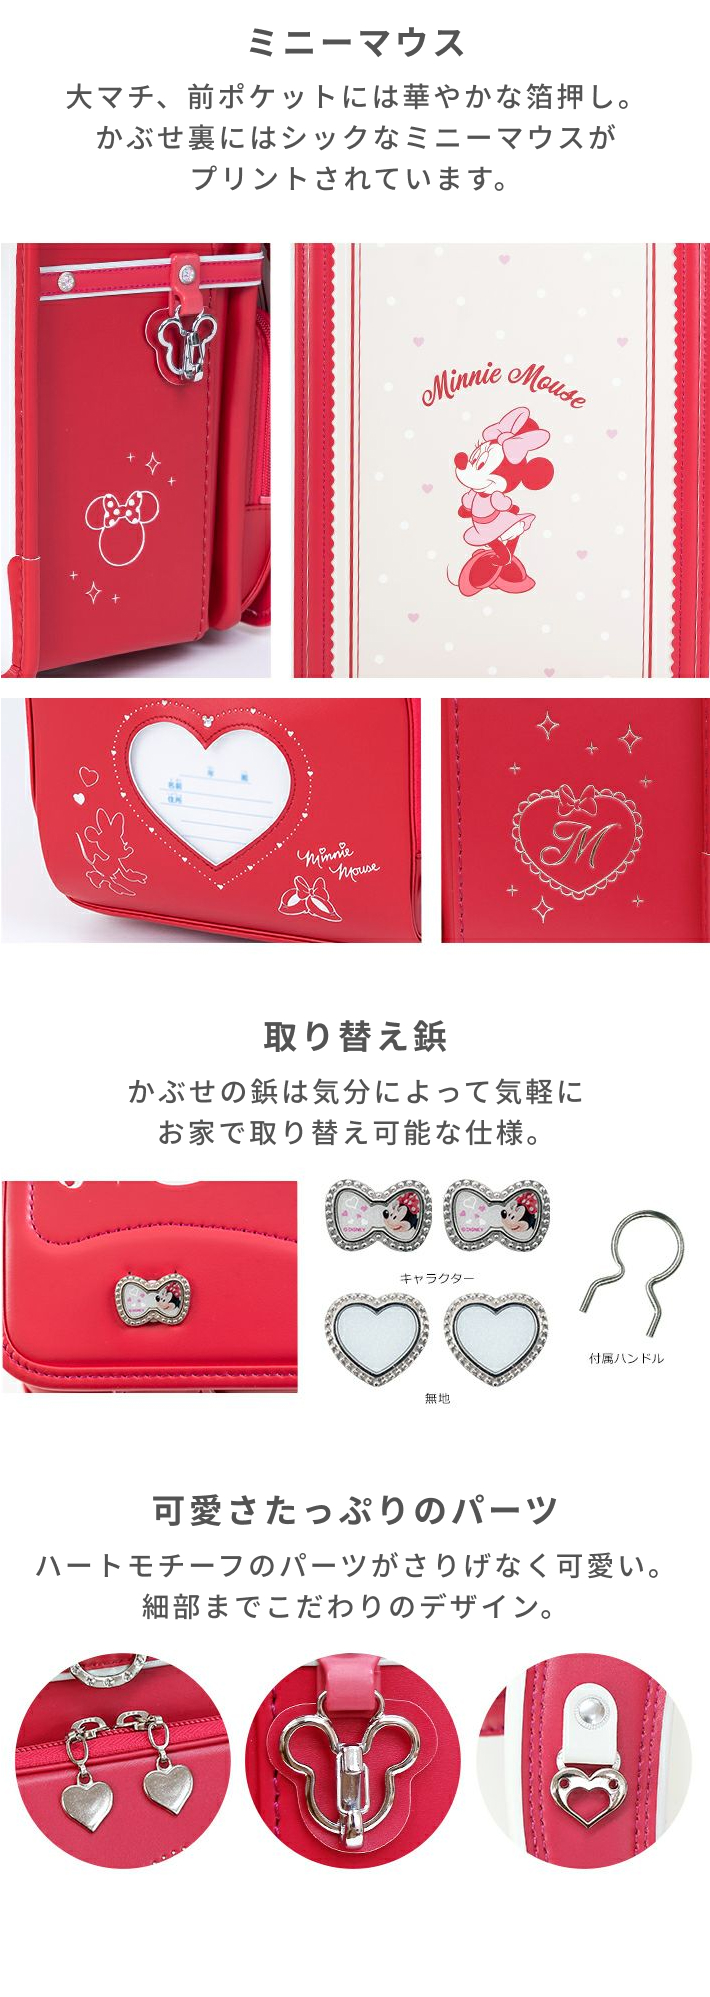 ミニーマウス
大マチ、前ポケットには華やかな箔押し。
かぶせ裏にはシックなミニーマウスが
プリントされています。
Minnie Mouse
Minnie
Mouse
M
取り替え鋲
かぶせの鋲は気分によって気軽に
お家で取り替え可能な仕様。
©DISNEY
©DISNEY
キャラクター
付属ハンドル
無地
可愛さたっぷりのパーツ
ハートモチーフのパーツがさりげなく可愛い。
細部までこだわりのデザイン。